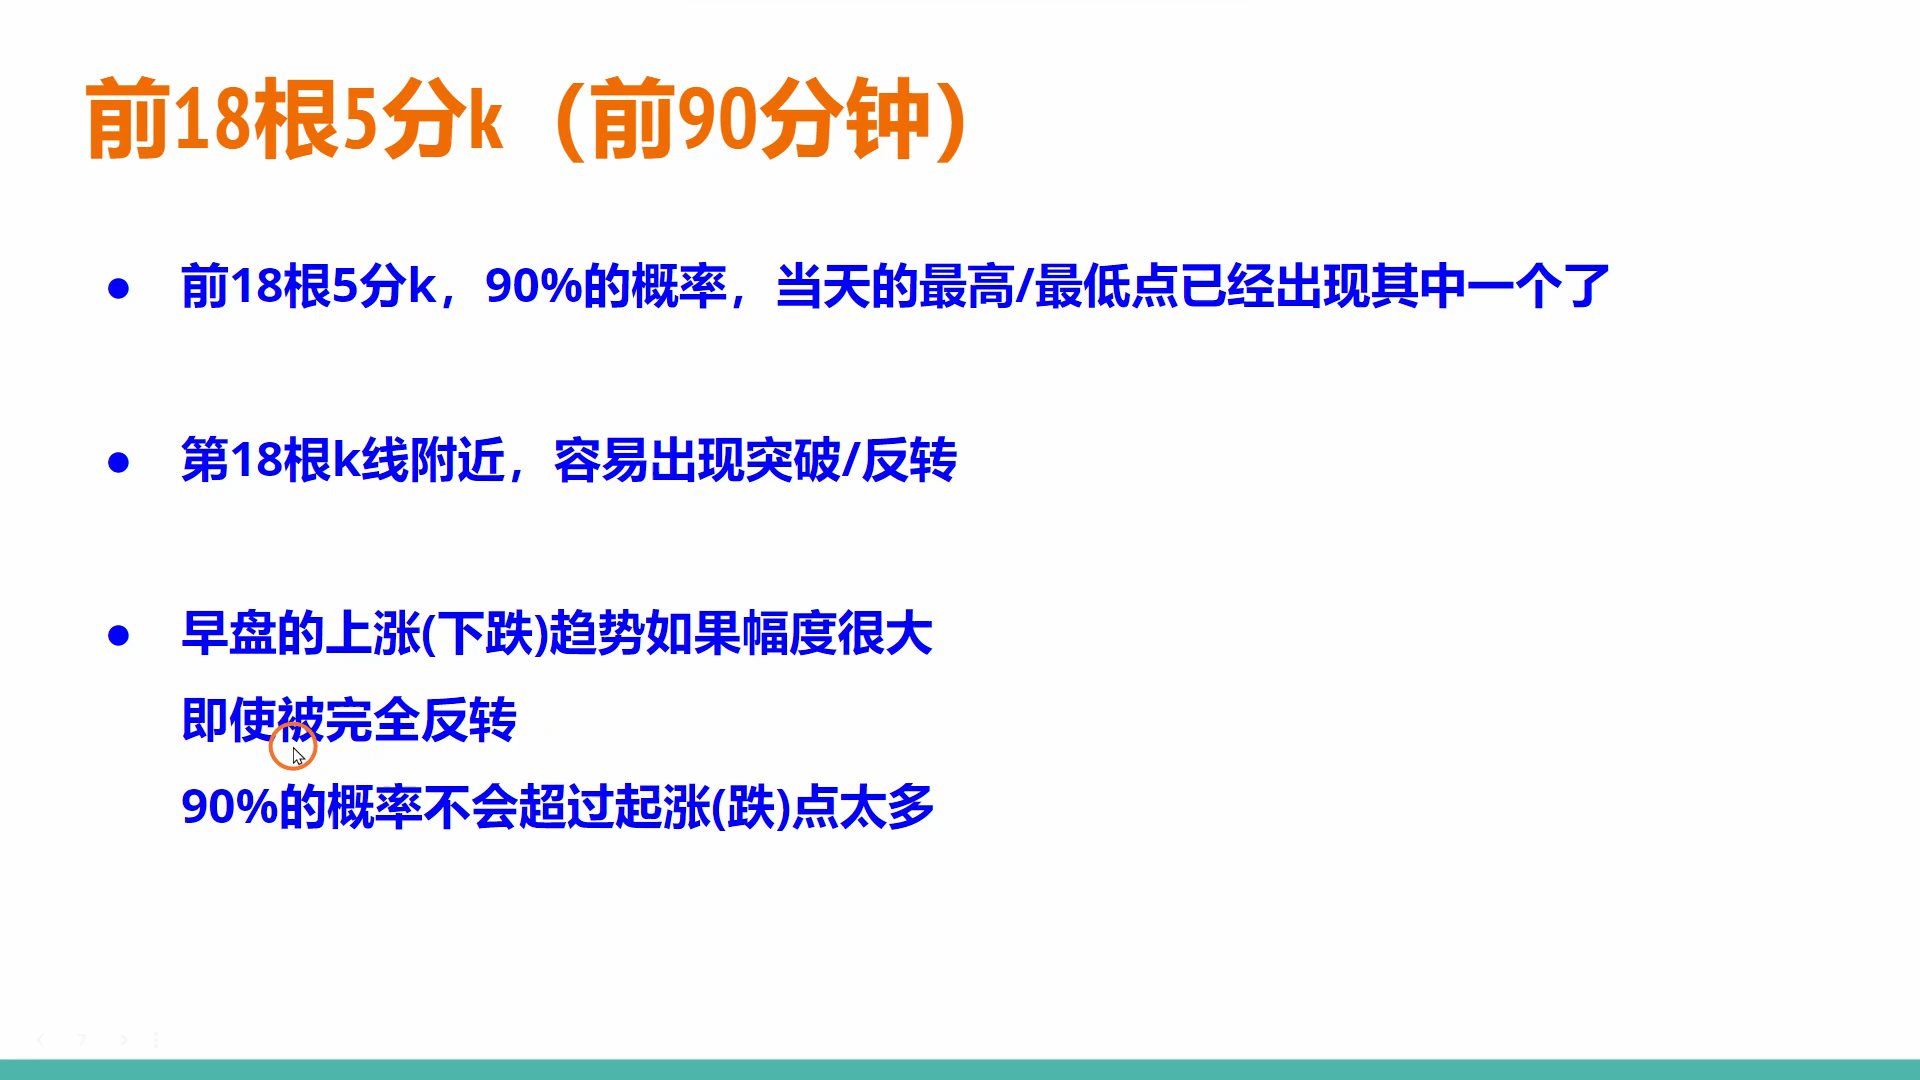 前18根5分k（前90分钟）
● 前18根5分k，90%的概率，当天的最高/最低点已经出现其中一个了
● 第18根k线附近，容易出现突破/反转
● 早盘的上涨(下跌)趋势如果幅度很大
即使被完全反转
90%的概率不会超过起涨(跌)点太多